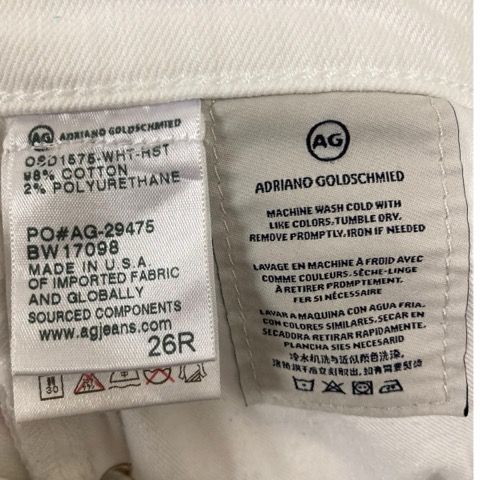 AG ADRIANO GOLDSCHMIED
OSD1575-WHT-HST
98% COTTON
2% POLYURETHANE
PO#AG-29475
BW17098
MADE IN U.S.A.
OF IMPORTED FABRIC
AND GLOBALLY
SOURCED COMPONENTS
www.agjeans.com
26R
30
AG
ADRIANO GOLDSCHMIED
MACHINE WASH COLD WITH
LIKE COLORS.TUMBLE DRY.
REMOVE PROMPTLY.IRON IF NEEDED
LAVAGE EN MACHINE À FROID AVEC
COMME COULEURS. SÈCHE-LINGE
À RETIRER PROMPTEMENT.
FER SI NÉCESSAIRE
LAVAR A MAQUINA CON AGUA FRIA.
CON COLORES SIMILARES. SECAR EN
SECADORA RETIRAR RAPIDAMENTE.
PLANCHA SIES NECESARID
冷水机洗与近似颜色洗涤.